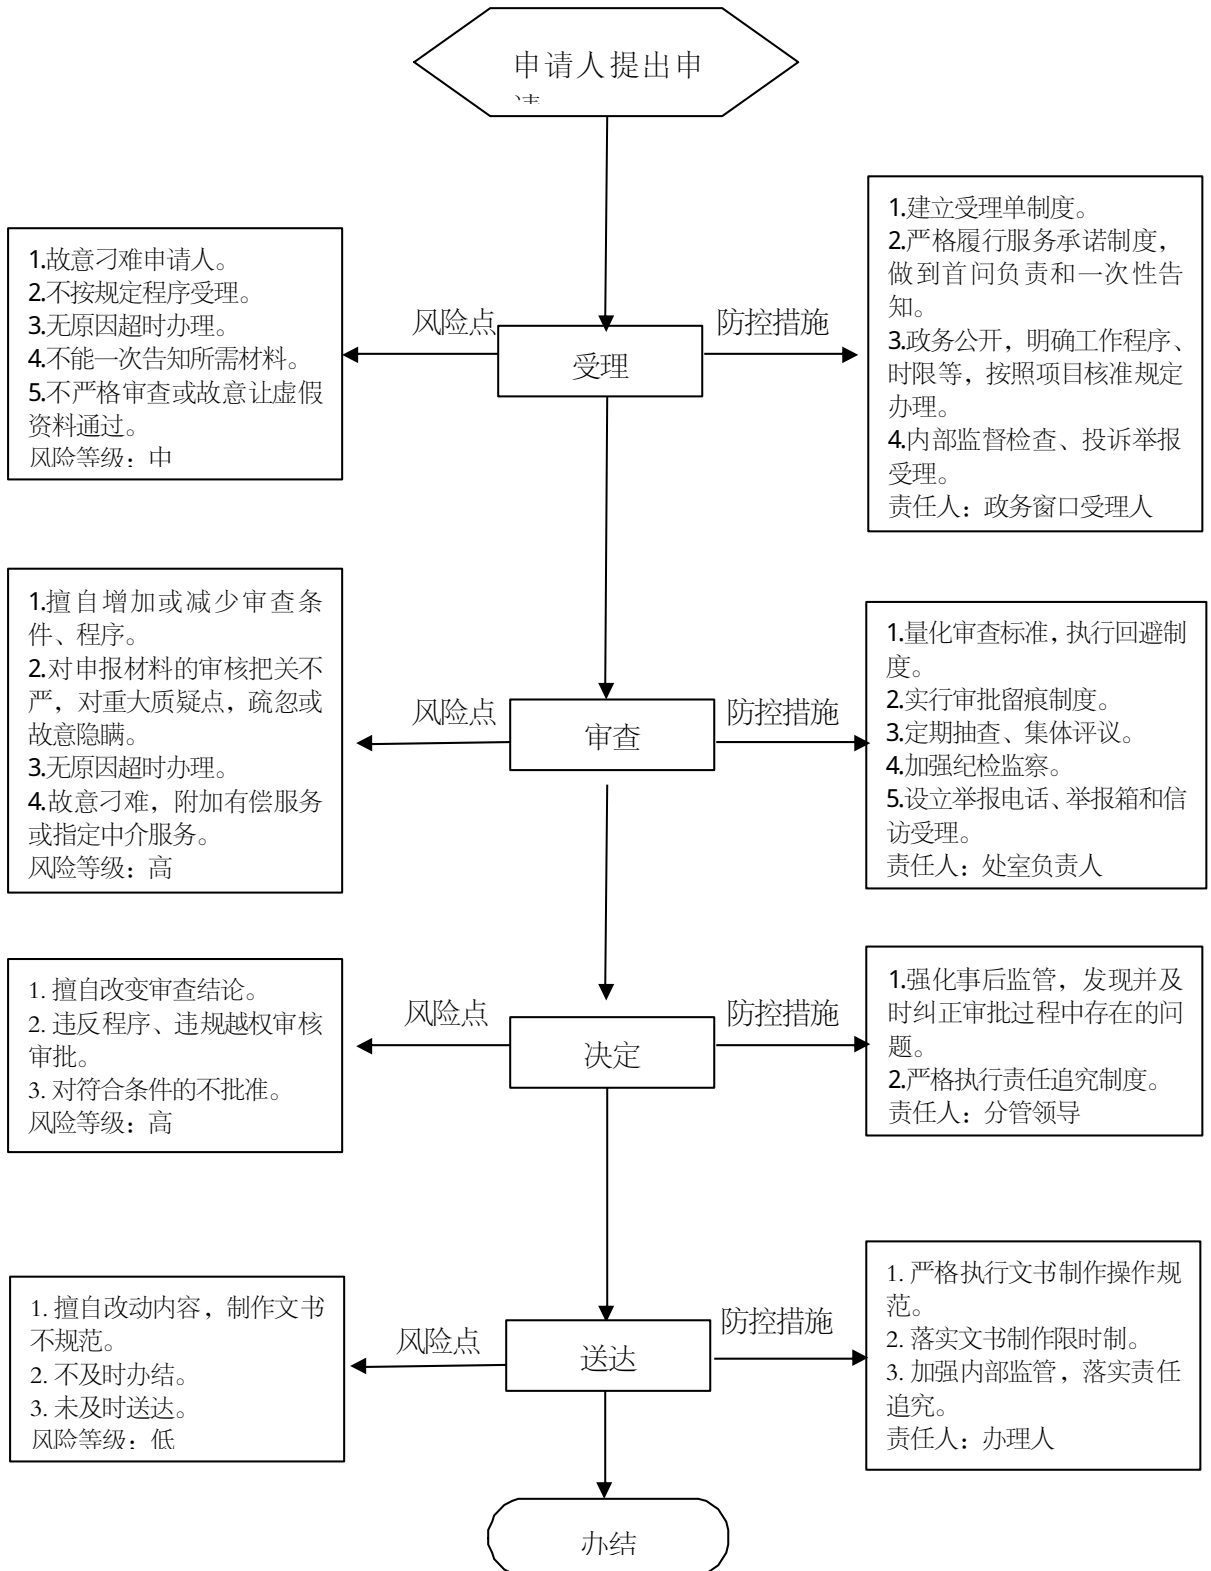 申请人提出申
请
1.建立受理单制度。
2.严格履行服务承诺制度，
做到首问负责和一次性告
知。
3.政务公开，明确工作程序、
时限等，按照项目核准规定
办理。
4.内部监督检查、投诉举报
受理。
责任人：政务窗口受理人
1.故意刁难申请人。
2.不按规定程序受理。
3.无原因超时办理。
4.不能一次告知所需材料。
5.不严格审查或故意让虚假
资料通过。
风险等级：中
风险点
受理
防控措施
1.擅自增加或减少审查条
件、程序。
2.对申报材料的审核把关不
严，对重大质疑点，疏忽或
故意隐瞒。
3.无原因超时办理。
4.故意刁难，附加有偿服务
或指定中介服务。
风险等级：高
风险点
审查
防控措施
1.量化审查标准，执行回避制
度。
2.实行审批留痕制度。
3.定期抽查、集体评议。
4.加强纪检监察。
5.设立举报电话、举报箱和信
访受理。
责任人：处室负责人
1. 擅自改变审查结论。
2. 违反程序、违规越权审核
审批。
3. 对符合条件的不批准。
风险等级：高
风险点
决定
防控措施
1.强化事后监管，发现并及
时纠正审批过程中存在的问
题。
2.严格执行责任追究制度。
责任人：分管领导
1. 擅自改动内容，制作文书
不规范。
2. 不及时办结。
3. 未及时送达。
风险等级：低
风险点
送达
防控措施
1. 严格执行文书制作操作规
范。
2. 落实文书制作限时制。
3. 加强内部监管，落实责任
追究。
责任人：办理人
办结